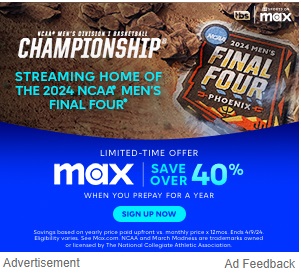 tbs SPORTS ON max
NCAA® MEN'S DIVISION I BASKETBALL
CHAMPIONSHIP®
STREAMING HOME OF
THE 2024 NCAA® MEN'S
FINAL FOUR®
NCAA
2024 MEN'S
FINAL
FOUR
PHOENIX
LIMITED-TIME OFFER
max SAVE OVER 40%
WHEN YOU PREPAY FOR A YEAR
SIGN UP NOW
Savings based on yearly price paid upfront vs. monthly price x 12mos. Ends 4/9/24.
Eligibility varies. See Max.com. NCAA and March Madness are trademarks owned
or licensed by The National Collegiate Athletic Association.
Advertisement Ad Feedback